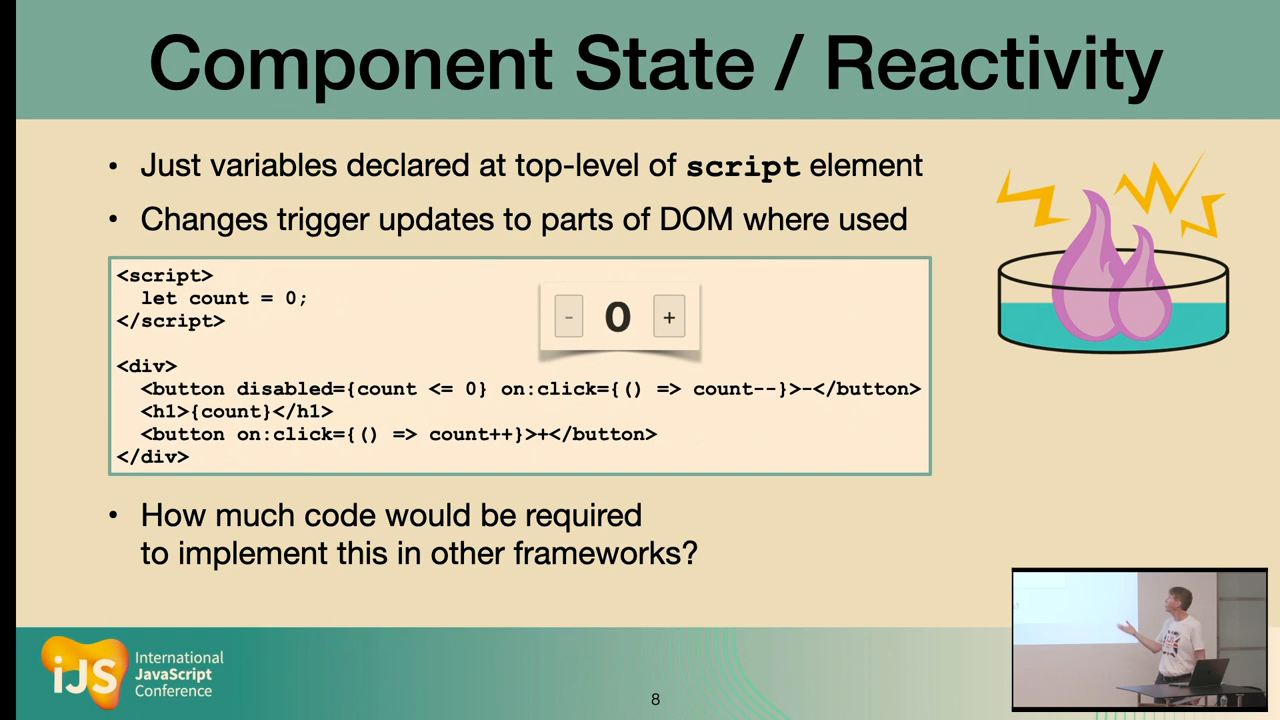 Component State / Reactivity
• Just variables declared at top-level of script element
• Changes trigger updates to parts of DOM where used
<script>
  let count = 0;
</script>
- 0 +
<div>
  <button disabled={count <= 0} on:click={() => count--}>-</button>
  <h1>{count}</h1>
  <button on:click={() => count++}>+</button>
</div>
• How much code would be required
to implement this in other frameworks?
iJS
International
JavaScript
Conference
8